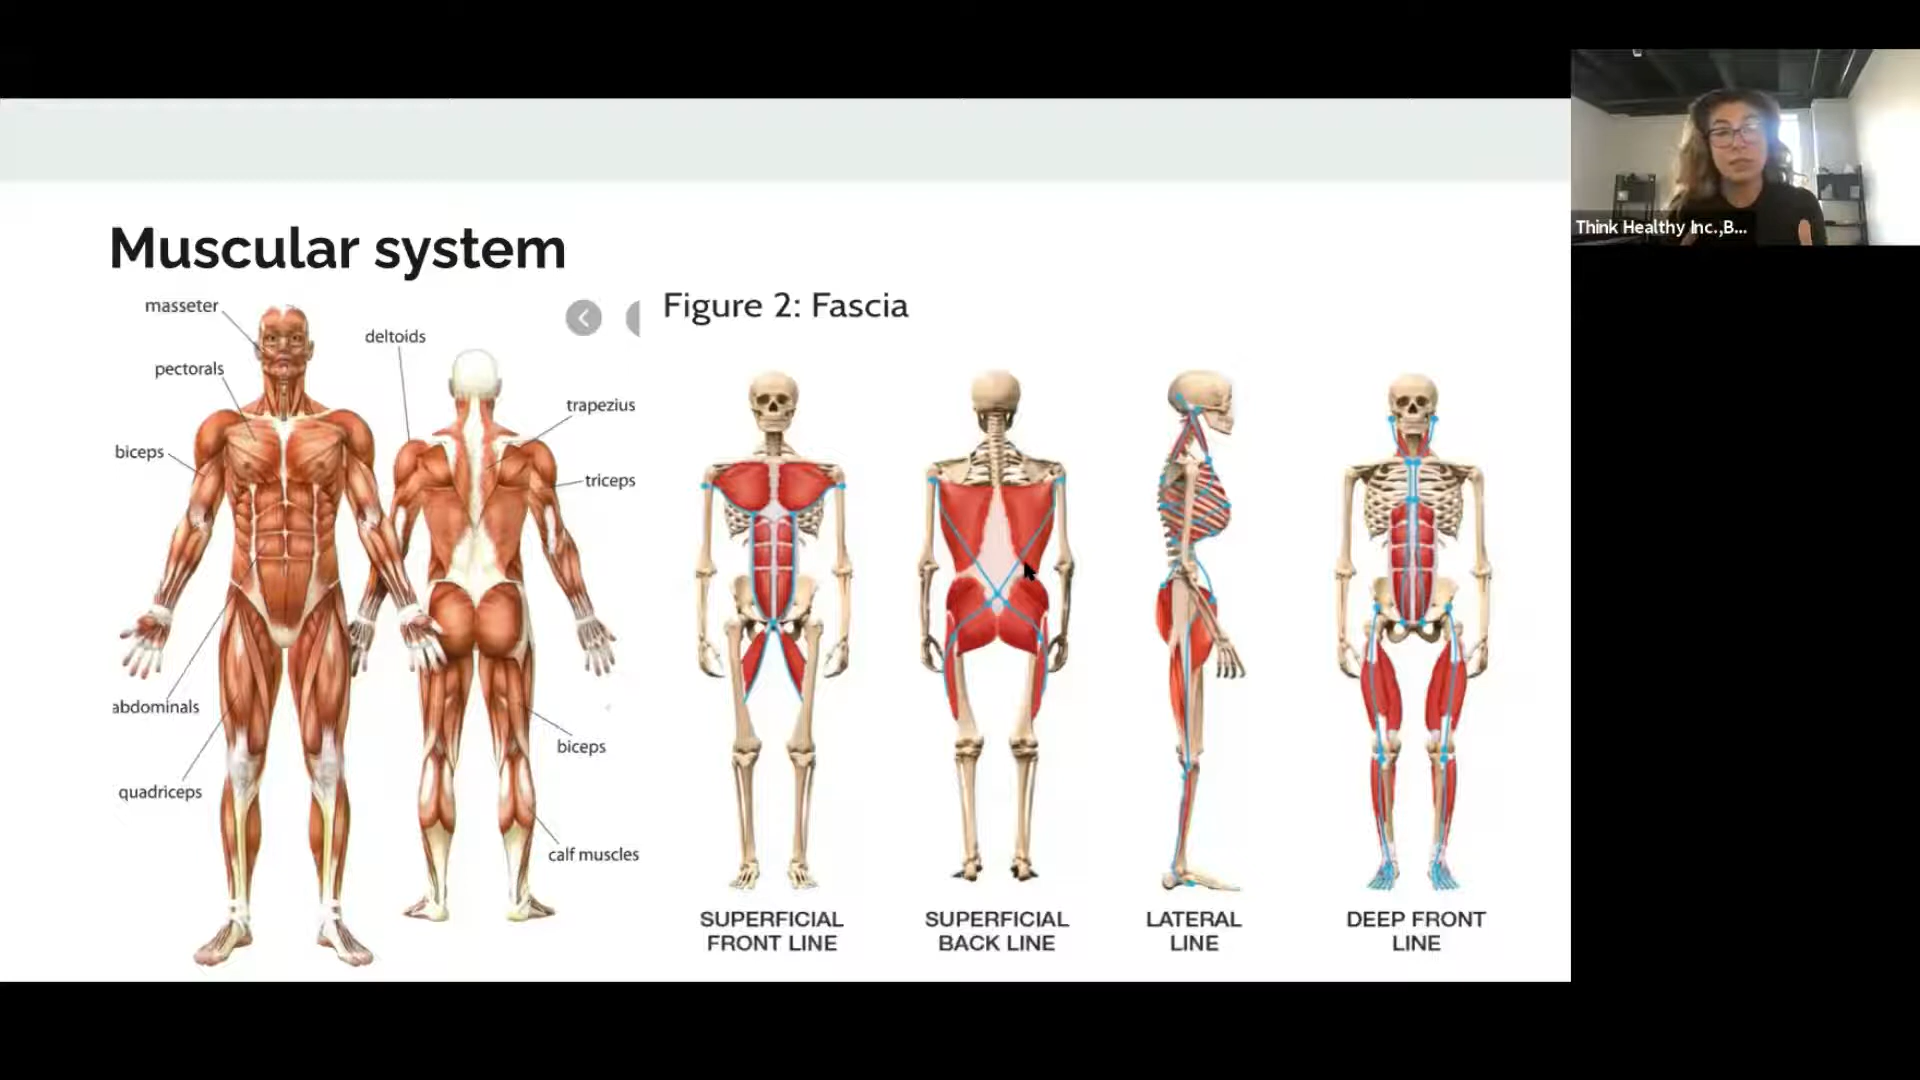 Think Healthy Inc.,B...
Muscular system
masseter
deltoids
pectorals
trapezius
biceps
triceps
abdominals
biceps
quadriceps
calf muscles
Figure 2: Fascia
SUPERFICIAL
FRONT LINE
SUPERFICIAL
BACK LINE
LATERAL
LINE
DEEP FRONT
LINE